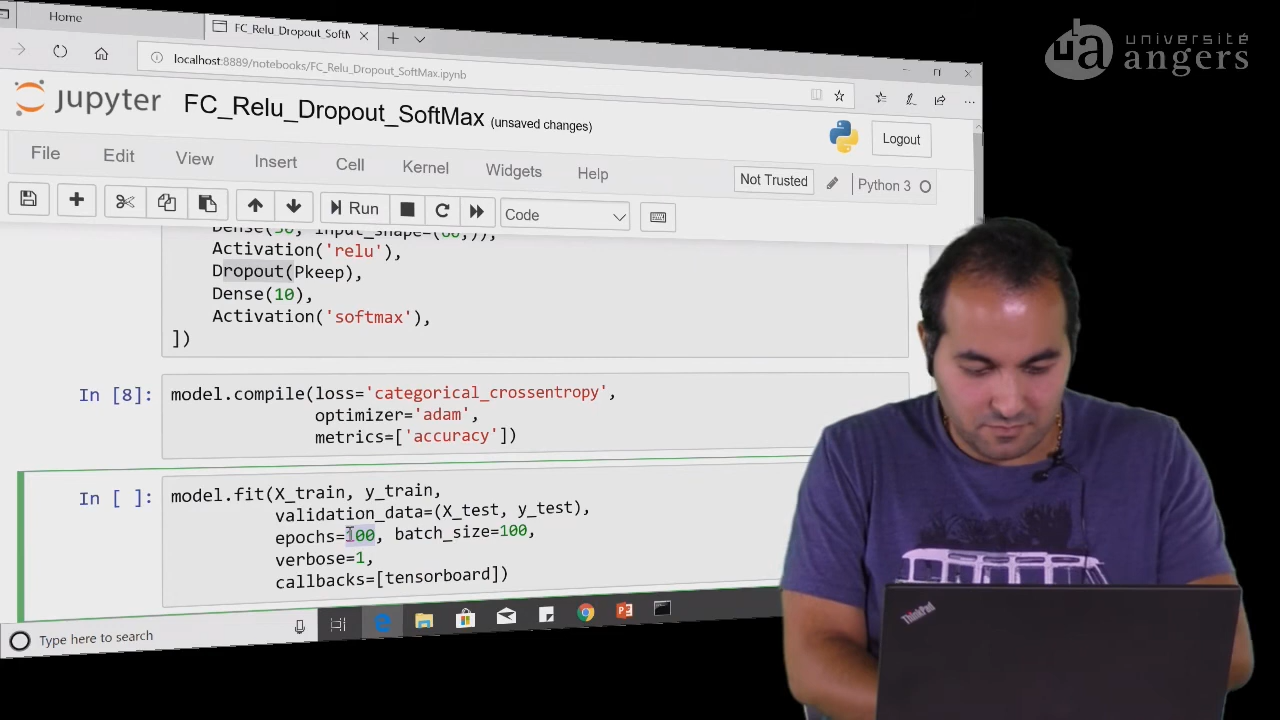 Home
FC_Relu_Dropout_SoftM
localhost:8889/notebooks/FC_Relu_Dropout_SoftMax.ipynb
université
angers
jupyter FC_Relu_Dropout_SoftMax (unsaved changes)
Logout
File Edit View Insert Cell Kernel Widgets Help
Not Trusted Python 3
Run Code
Activation('relu'),
Dropout(Pkeep),
Dense(10),
Activation('softmax'),
])
In [8]: model.compile(loss='categorical_crossentropy',
optimizer='adam',
metrics=['accuracy'])
In [ ]: model.fit(X_train, y_train,
validation_data=(X_test, y_test),
epochs=100, batch_size=100,
verbose=1,
callbacks=[tensorboard])
Type here to search
ThinkPad